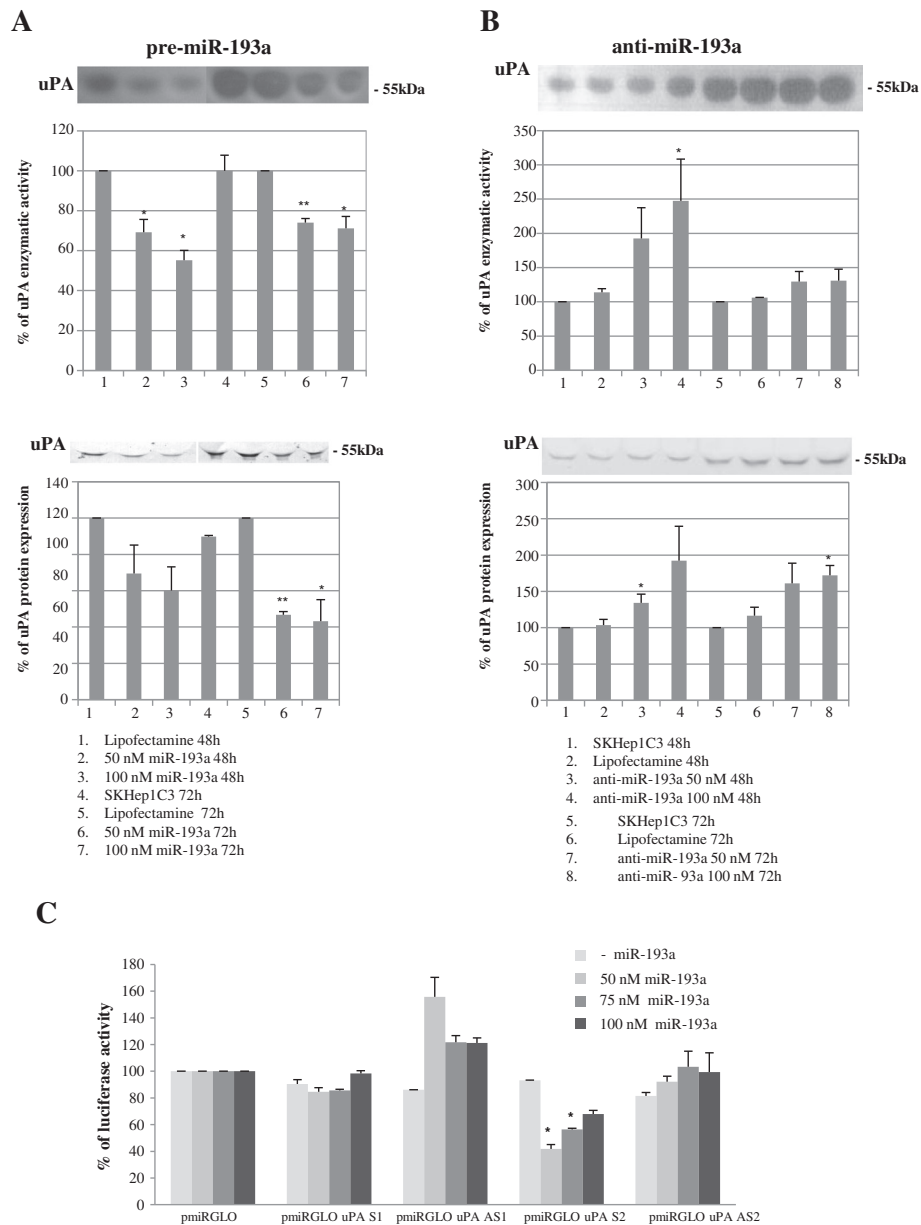 A
pre-miR-193a
uPA
- 55kDa
% of uPA enzymatic activity
120
100
80
60
40
20
0
* * ** *
1 2 3 4 5 6 7
uPA
- 55kDa
% of uPA protein expression
140
120
100
80
60
40
20
0
** *
1 2 3 4 5 6 7
1. Lipofectamine 48h
2. 50 nM miR-193a 48h
3. 100 nM miR-193a 48h
4. SKHep1C3 72h
5. Lipofectamine 72h
6. 50 nM miR-193a 72h
7. 100 nM miR-193a 72h
B
anti-miR-193a
uPA
- 55kDa
% of uPA enzymatic activity
350
300
250
200
150
100
50
0
*
1 2 3 4 5 6 7 8
uPA
- 55kDa
% of uPA protein expression
300
250
200
150
100
50
0
* *
1 2 3 4 5 6 7 8
1. SKHep1C3 48h
2. Lipofectamine 48h
3. anti-miR-193a 50 nM 48h
4. anti-miR-193a 100 nM 48h
5. SKHep1C3 72h
6. Lipofectamine 72h
7. anti-miR-193a 50 nM 72h
8. anti-miR- 93a 100 nM 72h
C
% of luciferase activity
180
160
140
120
100
80
60
40
20
0
* *
- miR-193a
50 nM miR-193a
75 nM miR-193a
100 nM miR-193a
pmiRGLO pmiRGLO uPA S1 pmiRGLO uPA AS1 pmiRGLO uPA S2 pmiRGLO uPA AS2